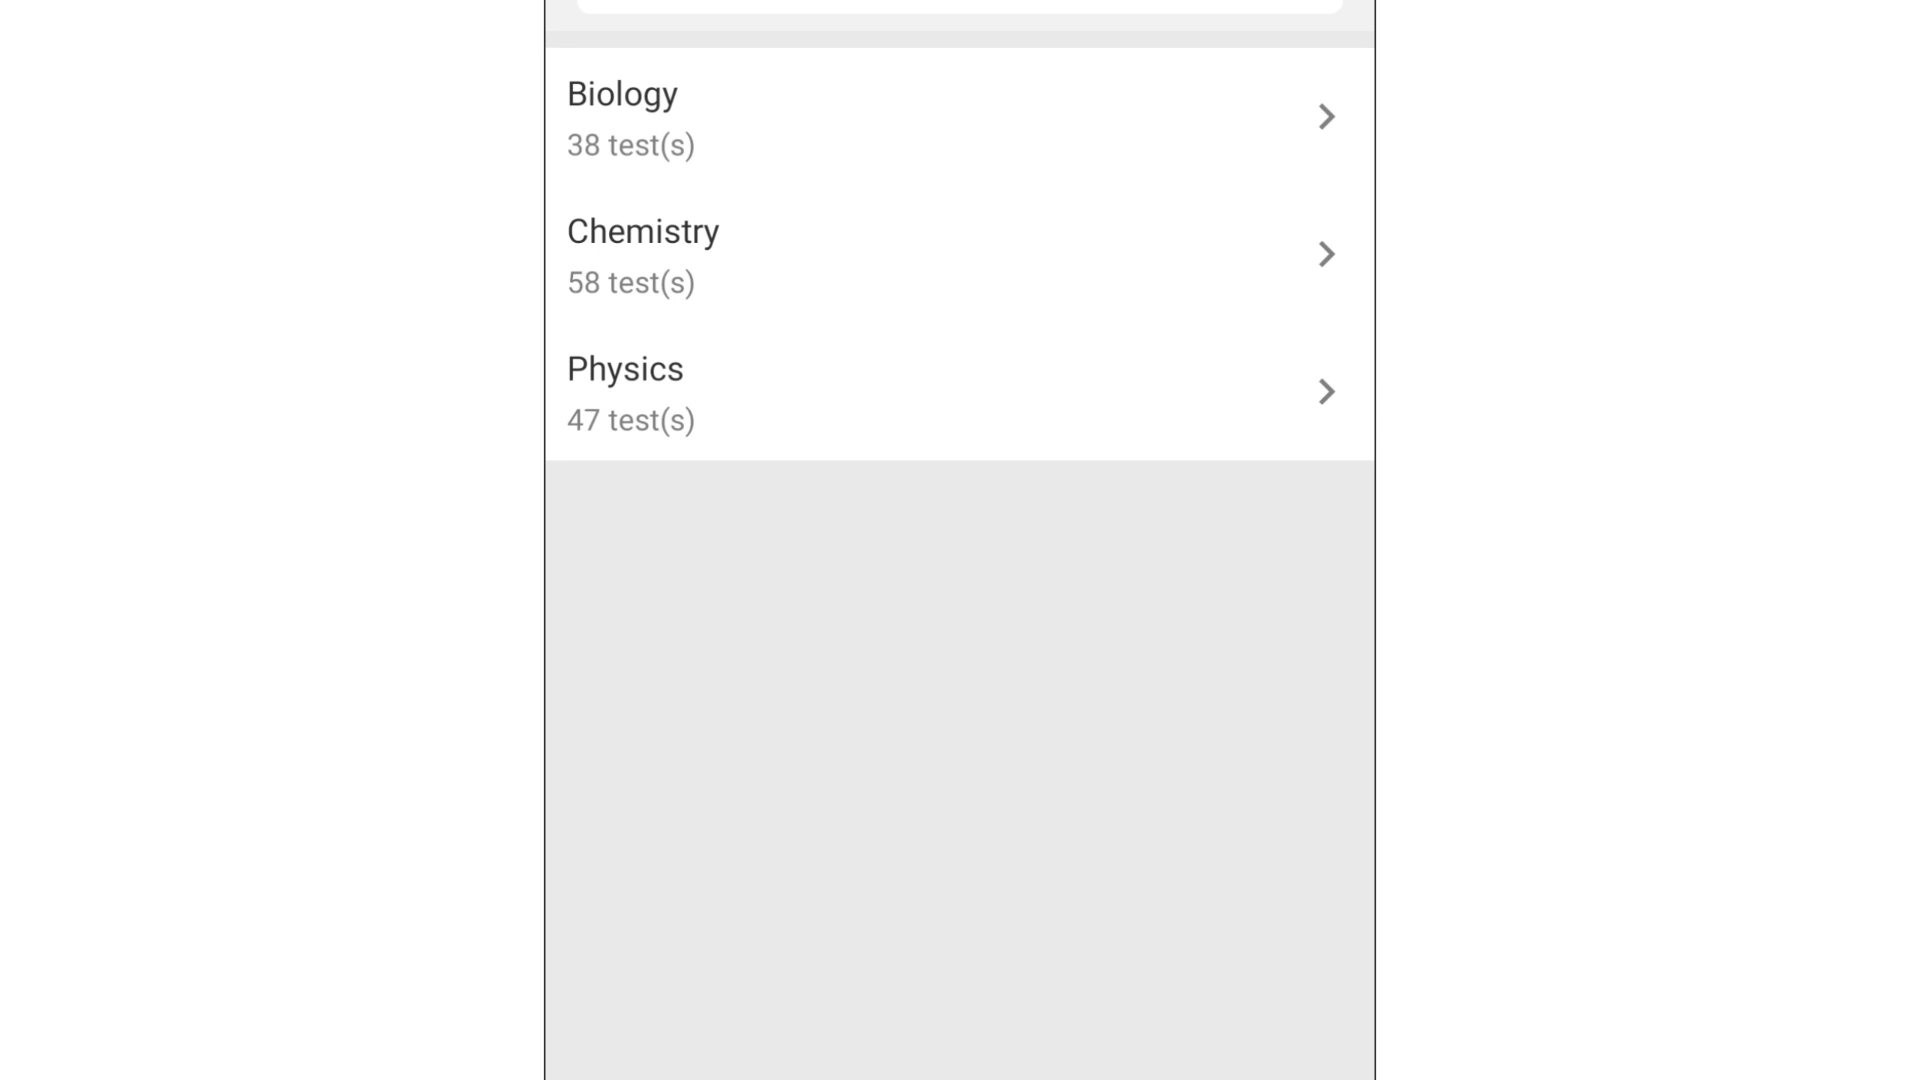 Biology
38 test(s)
Chemistry
58 test(s)
Physics
47 test(s)